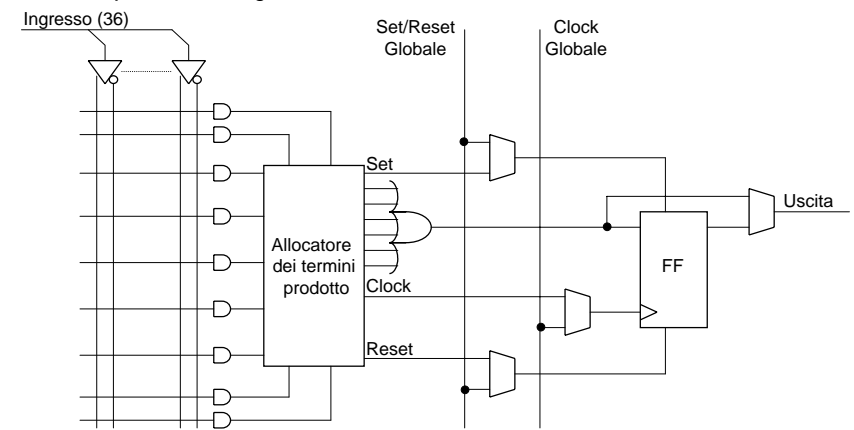 Ingresso (36)
Set/Reset
Globale
Clock
Globale
Set
Uscita
Allocatore
dei termini
prodotto
FF
Clock
Reset